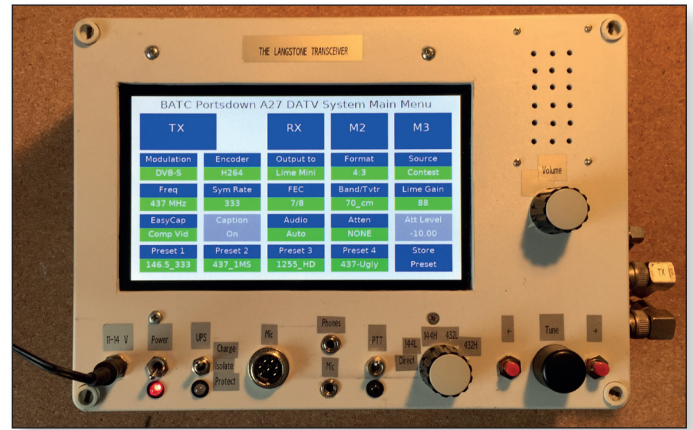 THE LANGSTONE TRANSCEIVER
BATC Portsdown A27 DATV System Main Menu
TX RX M2 M3
Modulation Encoder Output to Format Source
DVB-S H264 Lime Mini 4:3 Contest
Freq Sym Rate FEC Band/Tvtr Lime Gain
437 MHz 333 7/8 70_cm 88
EasyCap Caption Audio Atten Att Level
Comp Vid On Auto NONE -10.00
Preset 1 Preset 2 Preset 3 Preset 4 Store
146.5_333 437_1MS 1255_HD 437-Ugly Preset
Volume
TX
11-14 V
Power
UPS
Charge
Isolate
Protect
Mic
Phones
Mic
PTT
Direct
144L
144H
432L
432H
←
Tune
→